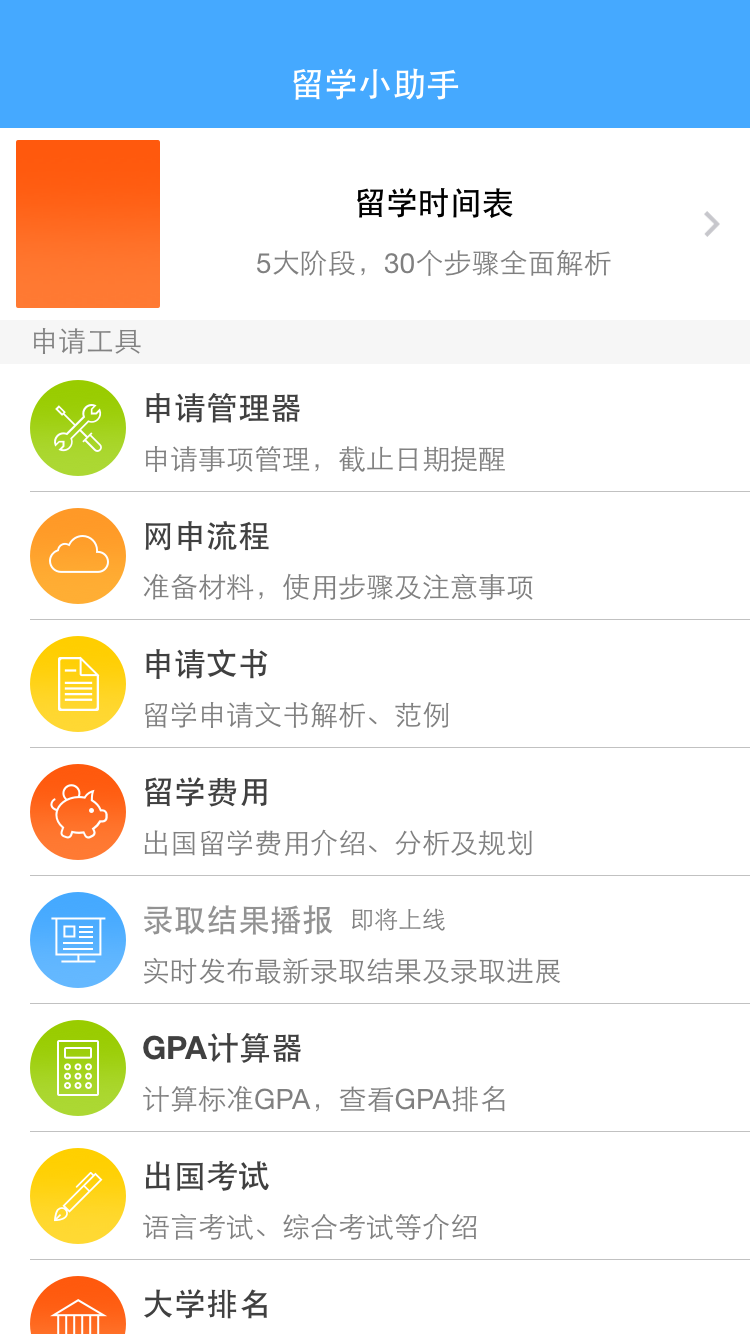 留学小助手
留学时间表
5大阶段，30个步骤全面解析
申请工具
申请管理器
申请事项管理，截止日期提醒
网申流程
准备材料，使用步骤及注意事项
申请文书
留学申请文书解析、范例
留学费用
出国留学费用介绍、分析及规划
录取结果播报 即将上线
实时发布最新录取结果及录取进展
GPA计算器
计算标准GPA，查看GPA排名
出国考试
语言考试、综合考试等介绍
大学排名